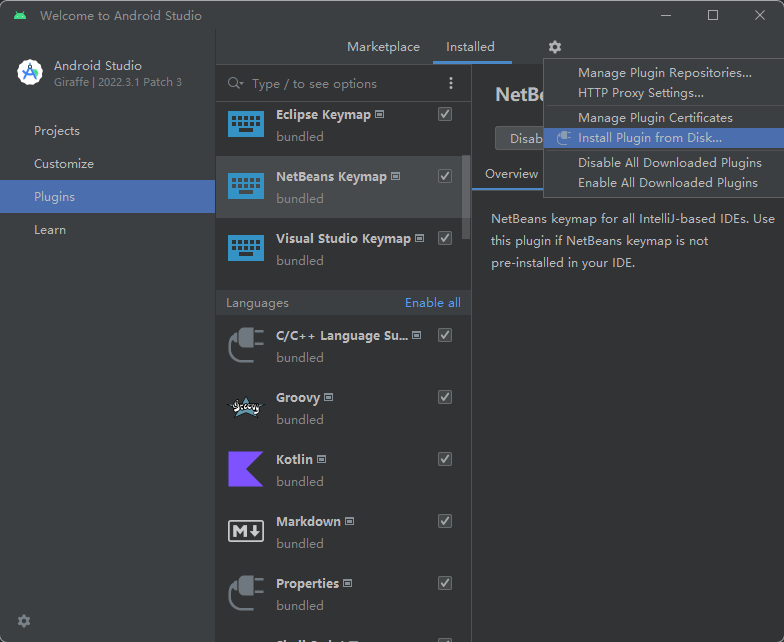 Welcome to Android Studio
Android Studio
Giraffe | 2022.3.1 Patch 3
Projects
Customize
Plugins
Learn
Marketplace
Installed
Type / to see options
Eclipse Keymap
bundled
NetBeans Keymap
bundled
Visual Studio Keymap
bundled
Languages
Enable all
C/C++ Language Su...
bundled
Groovy
bundled
Kotlin
bundled
Markdown
bundled
Properties
bundled
NetBe
Disab
Overview
Manage Plugin Repositories...
HTTP Proxy Settings...
Manage Plugin Certificates
Install Plugin from Disk...
Disable All Downloaded Plugins
Enable All Downloaded Plugins
NetBeans keymap for all IntelliJ-based IDEs. Use
this plugin if NetBeans keymap is not
pre-installed in your IDE.